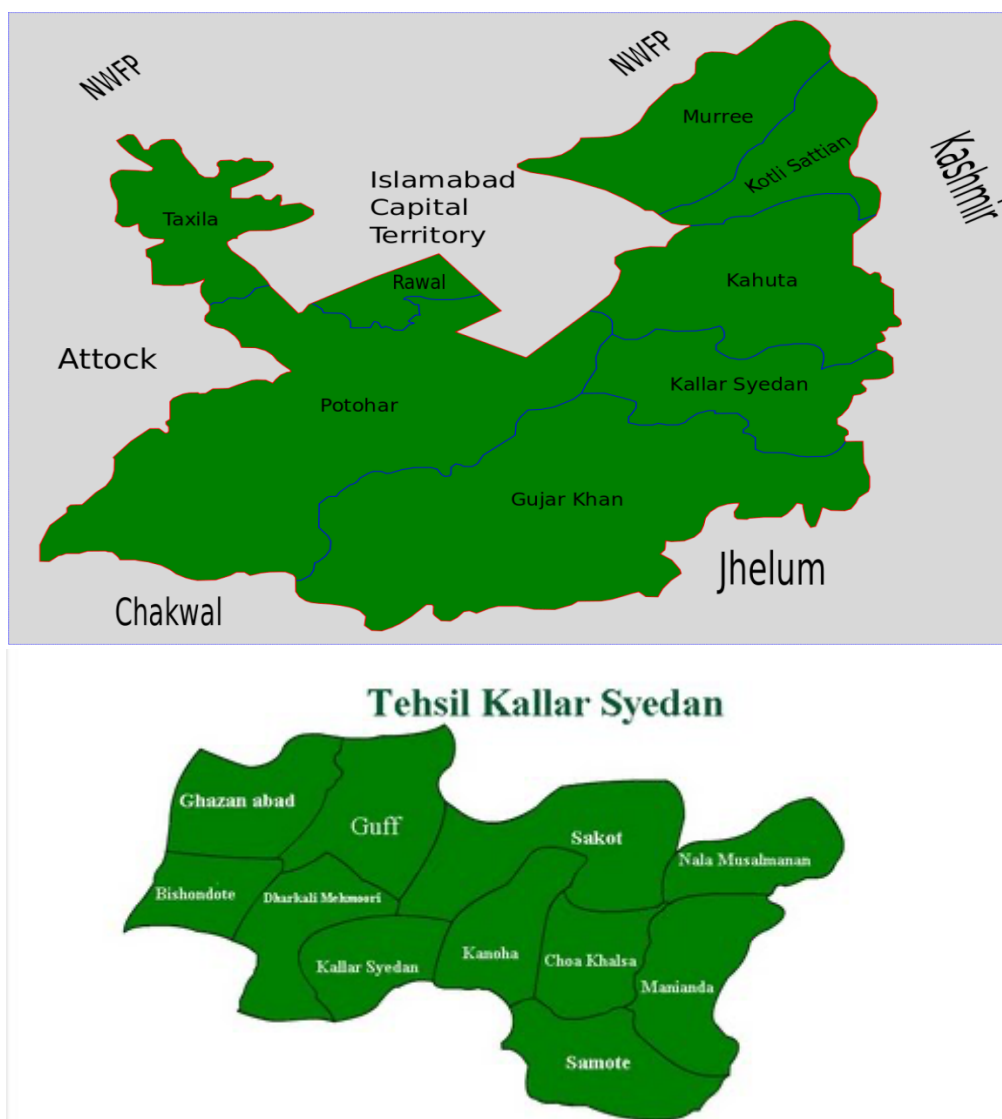 NWFP
NWFP
Murree
Kashmir
Kotli Sattian
Islamabad
Capital
Territory
Taxila
Rawal
Kahuta
Attock
Kallar Syedan
Potohar
Gujar Khan
Jhelum
Chakwal
Tehsil Kallar Syedan
Ghazan abad
Guff
Sakot
Nala Musalmanan
Bishondote
Dharkali Mehmoori
Kanoha
Choa Khalsa
Kallar Syedan
Manianda
Samote